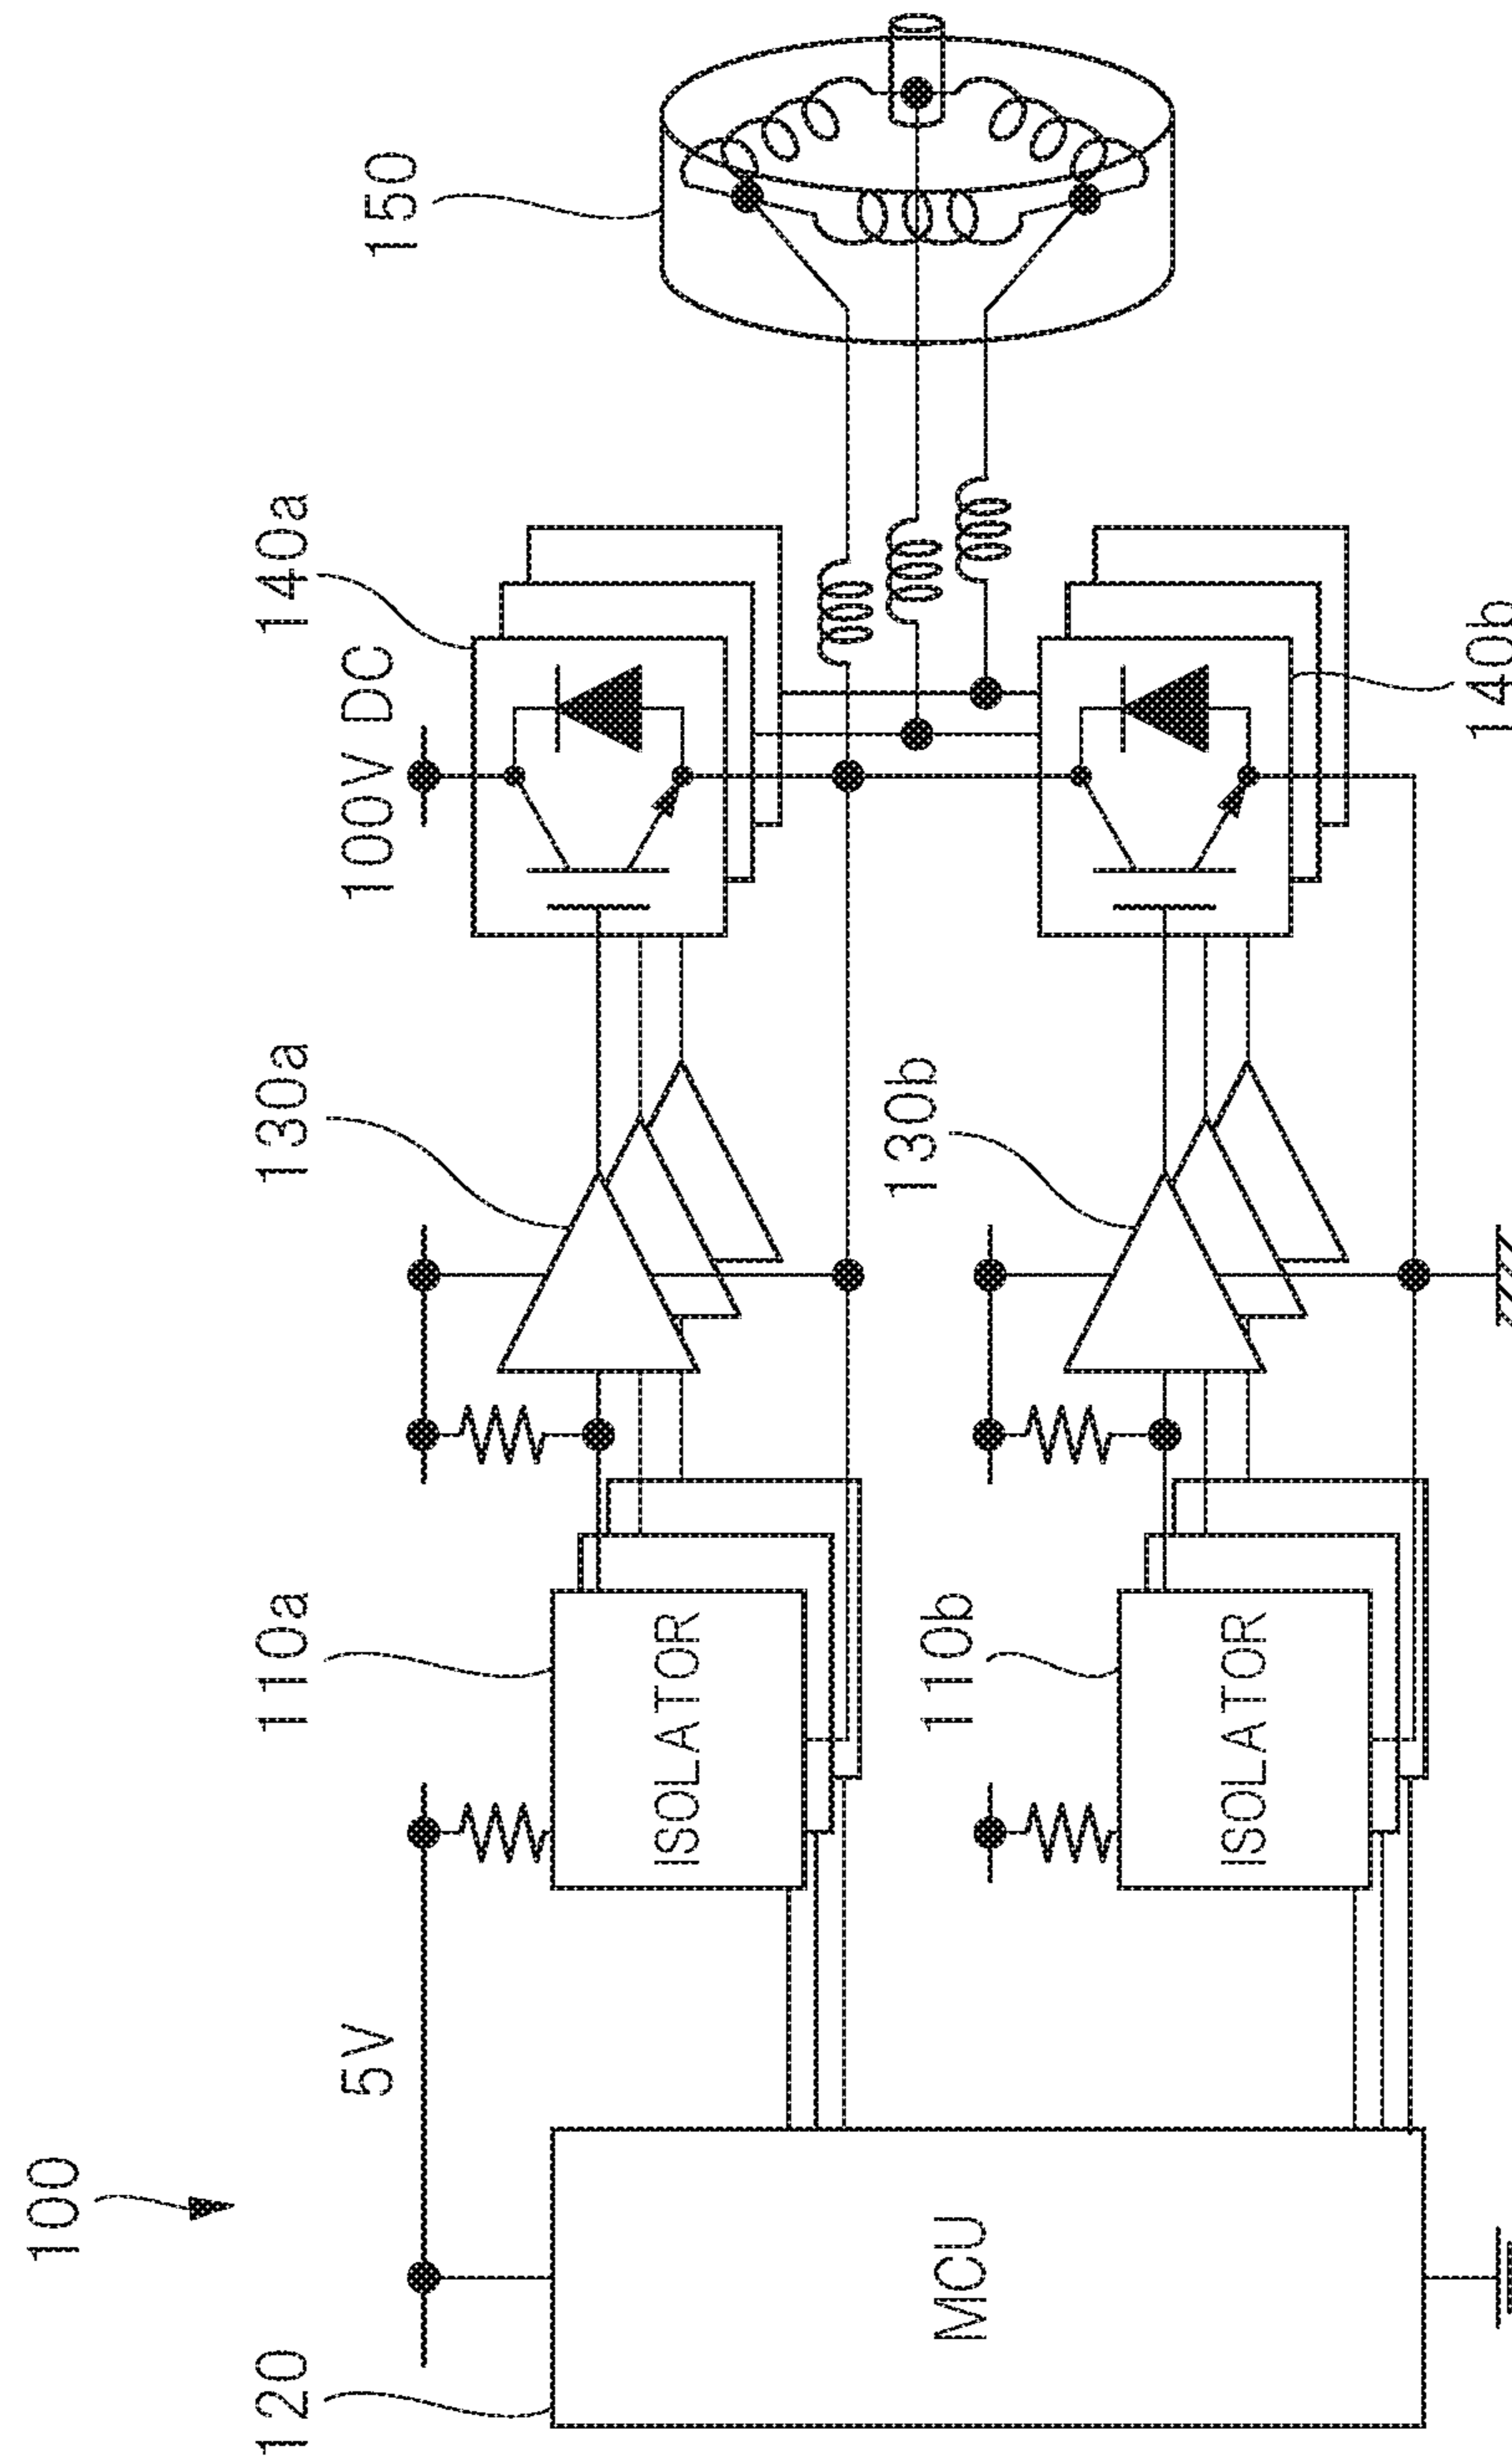 100
120
MCU
5V
110a
ISOLATOR
110b
ISOLATOR
130a
130b
100V DC
140a
140b
150